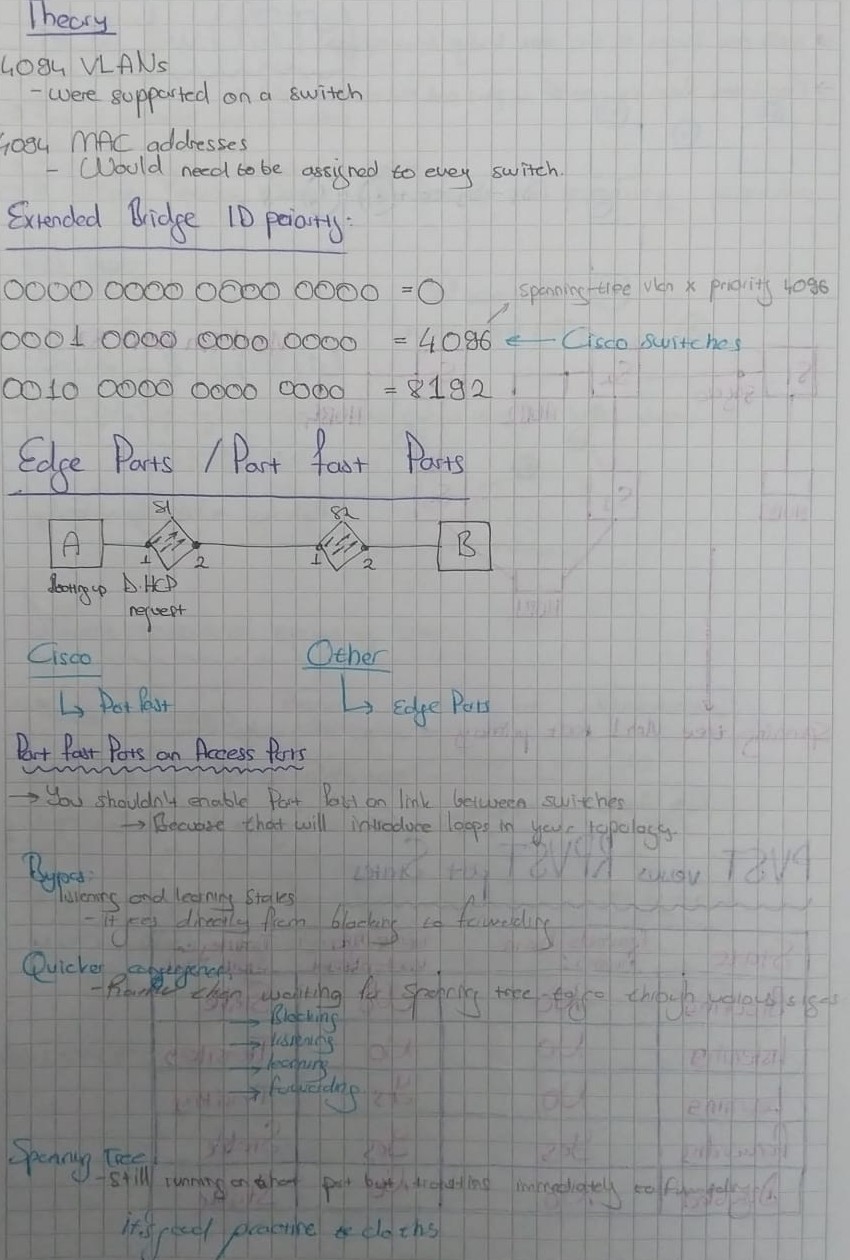 Theory
4094 VLANs
- were supported on a switch
4094 MAC addresses
- Would need to be assigned to evey switch.
Extended Bridge ID peiorty:
0000 0000 0000 0000 = 0
spanning-tree vlan x priority 4096
0001 0000 0000 0000 = 4096 ← Cisco switches
0010 0000 0000 0000 = 8192
Edge Ports / Port fast Ports
S1 S2
A 1 2 1 2 B
Booting up D.HCP
request
Cisco Other
↳ Port Fast ↳ Edge Ports
Port fast Ports on Access Ports
→ You shouldn't enable Port Fast on link between switches
→ Because that will introduce loops in your topology.
Bypass:
listening and learning States
- It goes directly from blocking to forwarding
Quicker convergence
- Rather than waiting for Spanning tree to go through various stages
→ Blocking
→ listening
→ learning
→ forwarding
Spanning Tree:
- Still running on that port but immediately to forwarding
it's good practice to do this